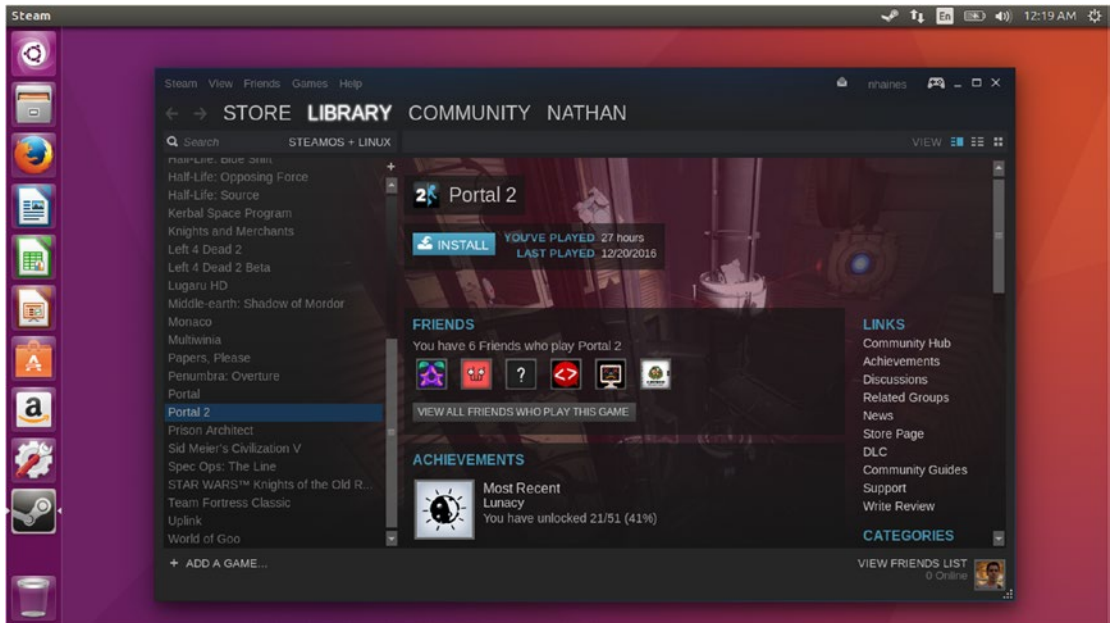 Steam
En
12:19 AM
Steam View Friends Games Help
nhaines
STORE LIBRARY COMMUNITY NATHAN
Search
STEAMOS + LINUX
VIEW
Half-Life: Blue Shift
Half-Life: Opposing Force
Half-Life: Source
Kerbal Space Program
Knights and Merchants
Left 4 Dead 2
Left 4 Dead 2 Beta
Lugaru HD
Middle-earth: Shadow of Mordor
Monaco
Multiwinia
Papers, Please
Penumbra: Overture
Portal
Portal 2
Prison Architect
Sid Meier's Civilization V
Spec Ops: The Line
STAR WARS™ Knights of the Old R...
Team Fortress Classic
Uplink
World of Goo
+ ADD A GAME...
2 Portal 2
INSTALL
YOU'VE PLAYED 27 hours
LAST PLAYED 12/20/2016
FRIENDS
You have 6 Friends who play Portal 2
?
VIEW ALL FRIENDS WHO PLAY THIS GAME
ACHIEVEMENTS
Most Recent
Lunacy
You have unlocked 21/51 (41%)
LINKS
Community Hub
Achievements
Discussions
Related Groups
News
Store Page
DLC
Community Guides
Support
Write Review
CATEGORIES
VIEW FRIENDS LIST
0 Online